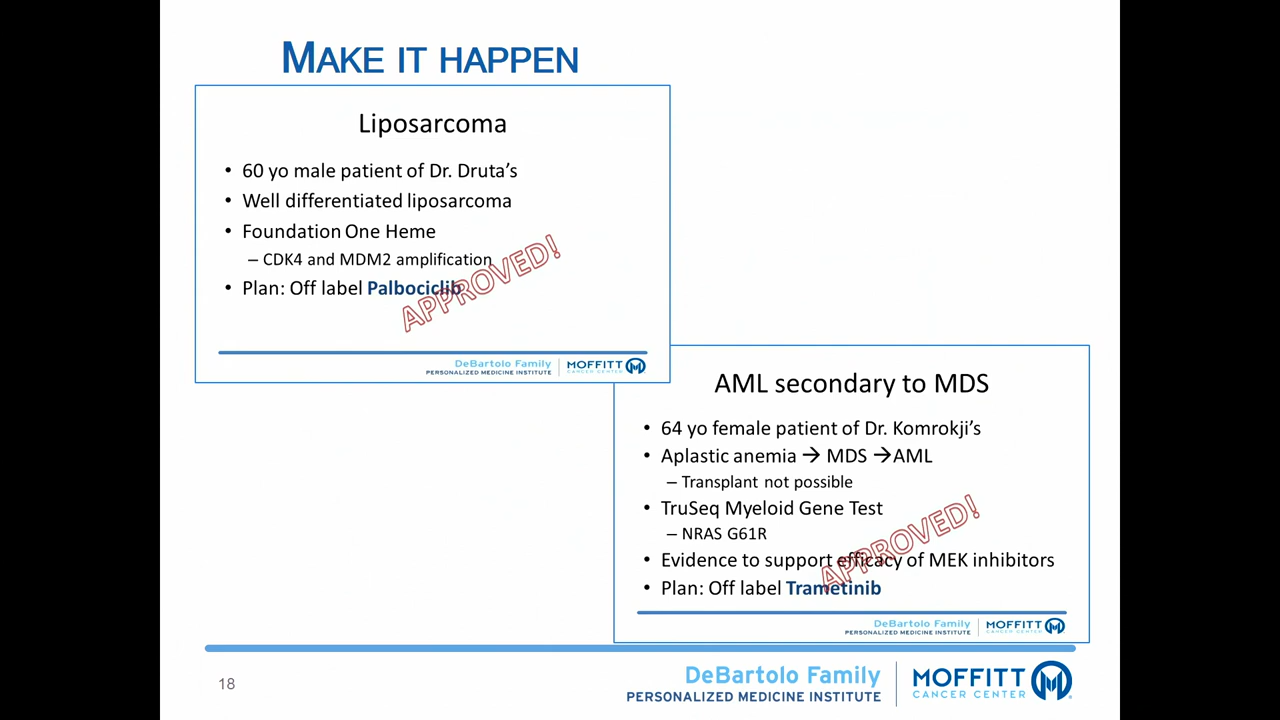 MAKE IT HAPPEN
Liposarcoma
• 60 yo male patient of Dr. Druta's
• Well differentiated liposarcoma
• Foundation One Heme
– CDK4 and MDM2 amplification
• Plan: Off label Palbociclib
APPROVED!
DeBartolo Family
PERSONALIZED MEDICINE INSTITUTE
MOFFITT
CANCER CENTER
AML secondary to MDS
• 64 yo female patient of Dr. Komrokji's
• Aplastic anemia → MDS →AML
– Transplant not possible
• TruSeq Myeloid Gene Test
– NRAS G61R
• Evidence to support efficacy of MEK inhibitors
• Plan: Off label Trametinib
APPROVED!
DeBartolo Family
PERSONALIZED MEDICINE INSTITUTE
MOFFITT
CANCER CENTER
18
DeBartolo Family
PERSONALIZED MEDICINE INSTITUTE
MOFFITT
CANCER CENTER